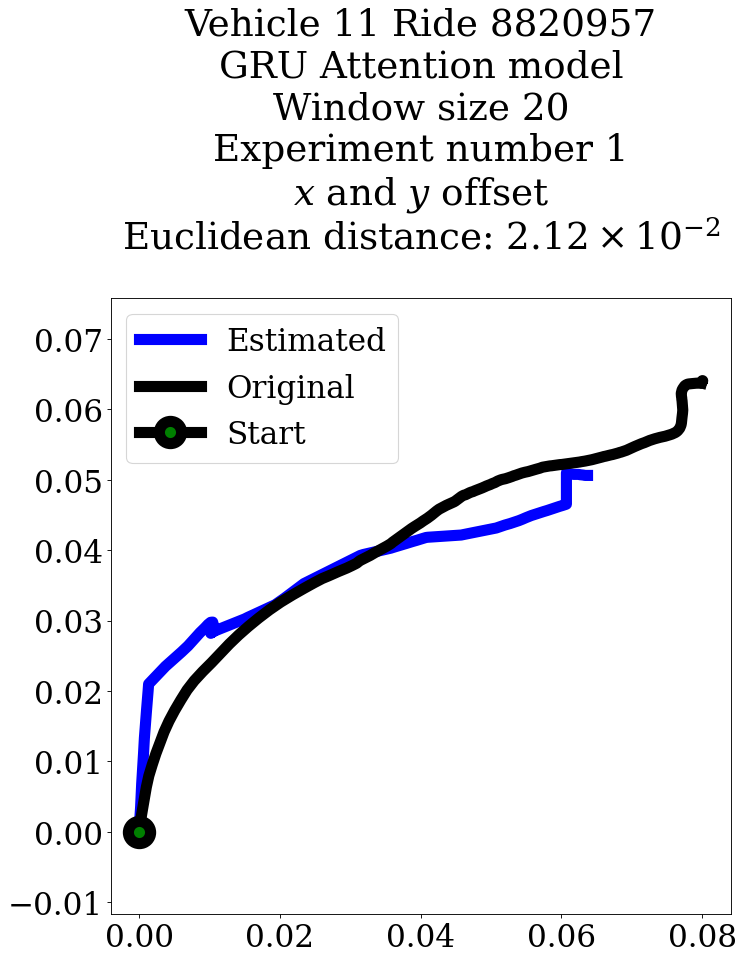 Vehicle 11 Ride 8820957
GRU Attention model
Window size 20
Experiment number 1
x and y offset
Euclidean distance: 2.12 × 10⁻²
Estimated
Original
Start
0.07
0.06
0.05
0.04
0.03
0.02
0.01
0.00
−0.01
0.00 0.02 0.04 0.06 0.08